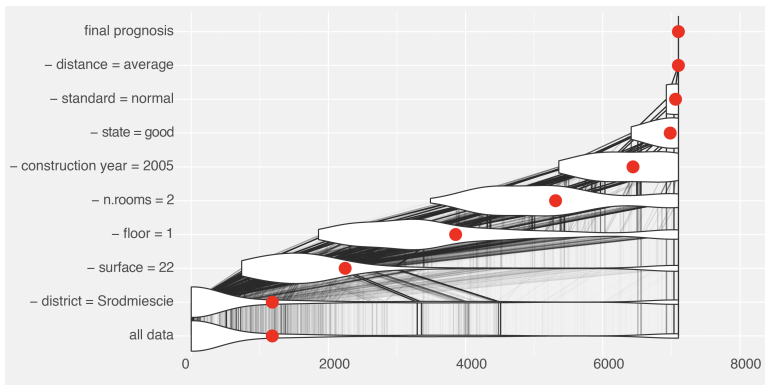 final prognosis
– distance = average
– standard = normal
– state = good
– construction year = 2005
– n.rooms = 2
– floor = 1
– surface = 22
– district = Srodmiescie
all data
0 2000 4000 6000 8000